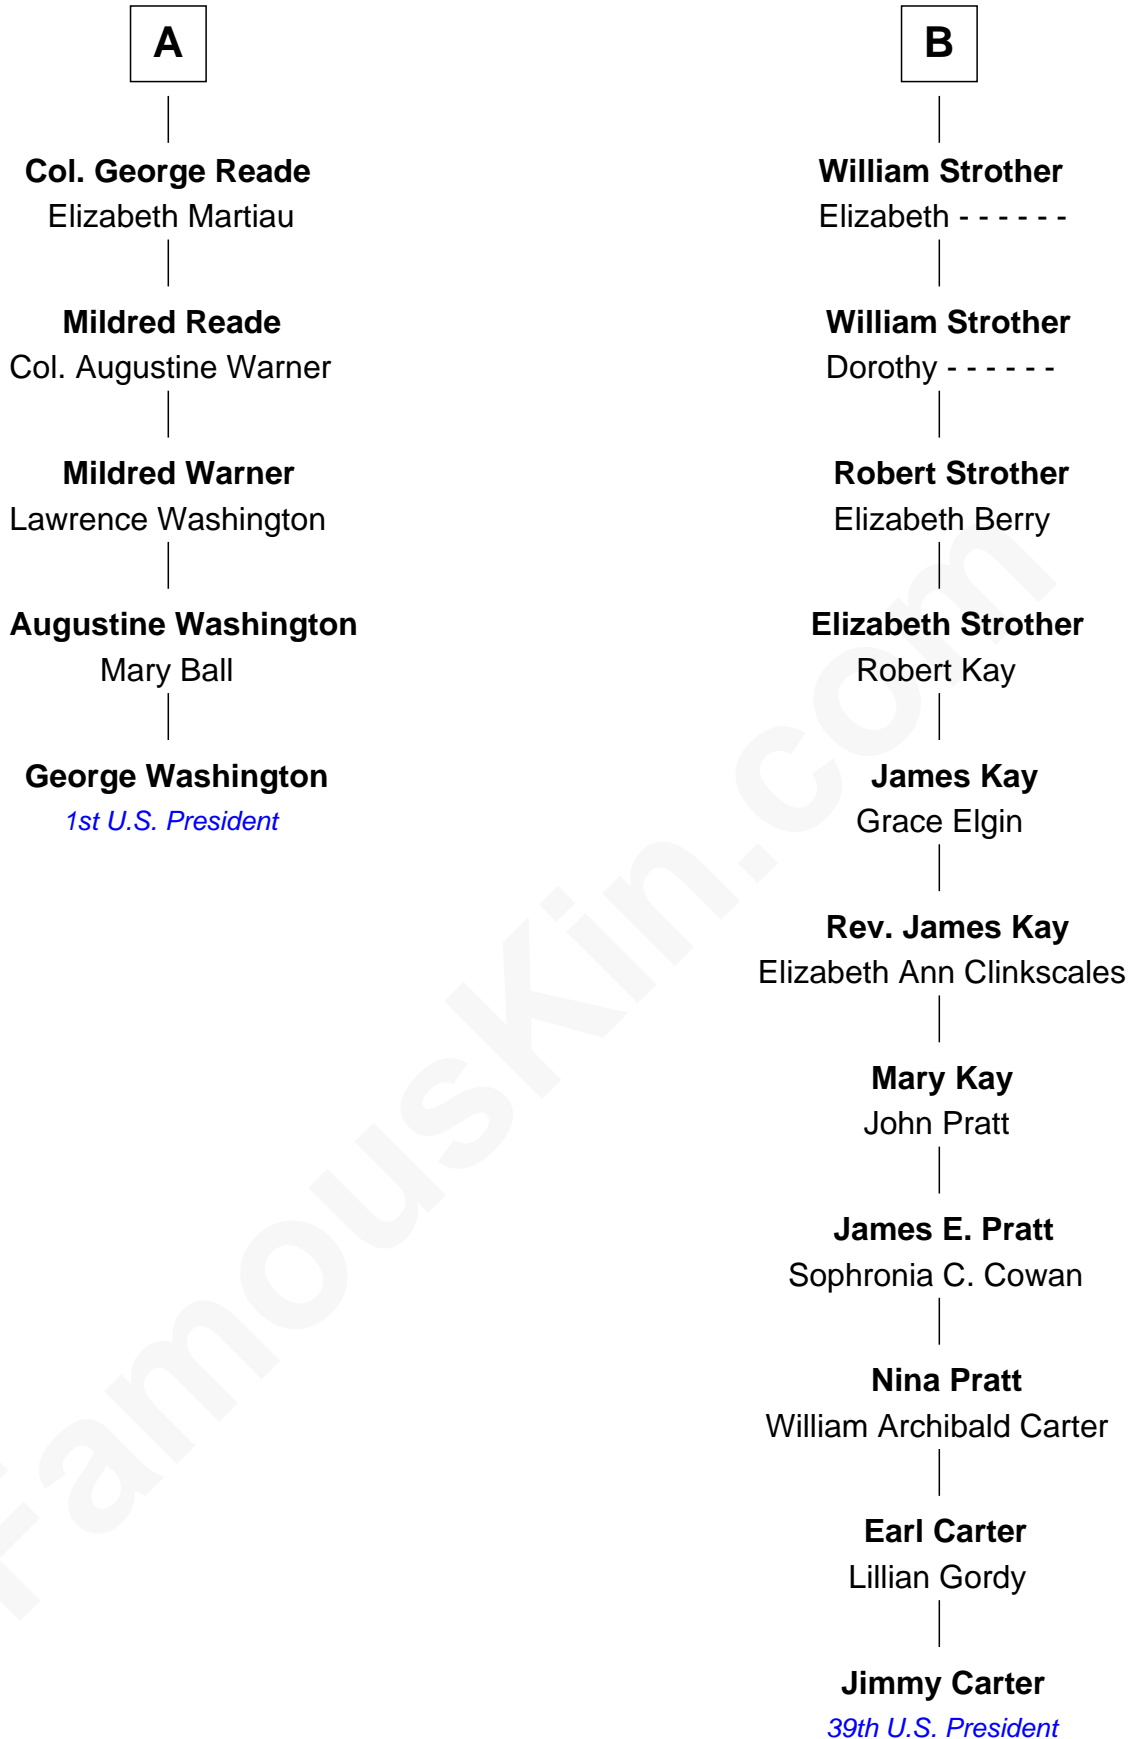 A
Col. George Reade
Elizabeth Martiau
Mildred Reade
Col. Augustine Warner
Mildred Warner
Lawrence Washington
Augustine Washington
Mary Ball
George Washington
1st U.S. President
B
William Strother
Elizabeth - - - - - -
William Strother
Dorothy - - - - - -
Robert Strother
Elizabeth Berry
Elizabeth Strother
Robert Kay
James Kay
Grace Elgin
Rev. James Kay
Elizabeth Ann Clinkscales
Mary Kay
John Pratt
James E. Pratt
Sophronia C. Cowan
Nina Pratt
William Archibald Carter
Earl Carter
Lillian Gordy
Jimmy Carter
39th U.S. President
FamousKin.com